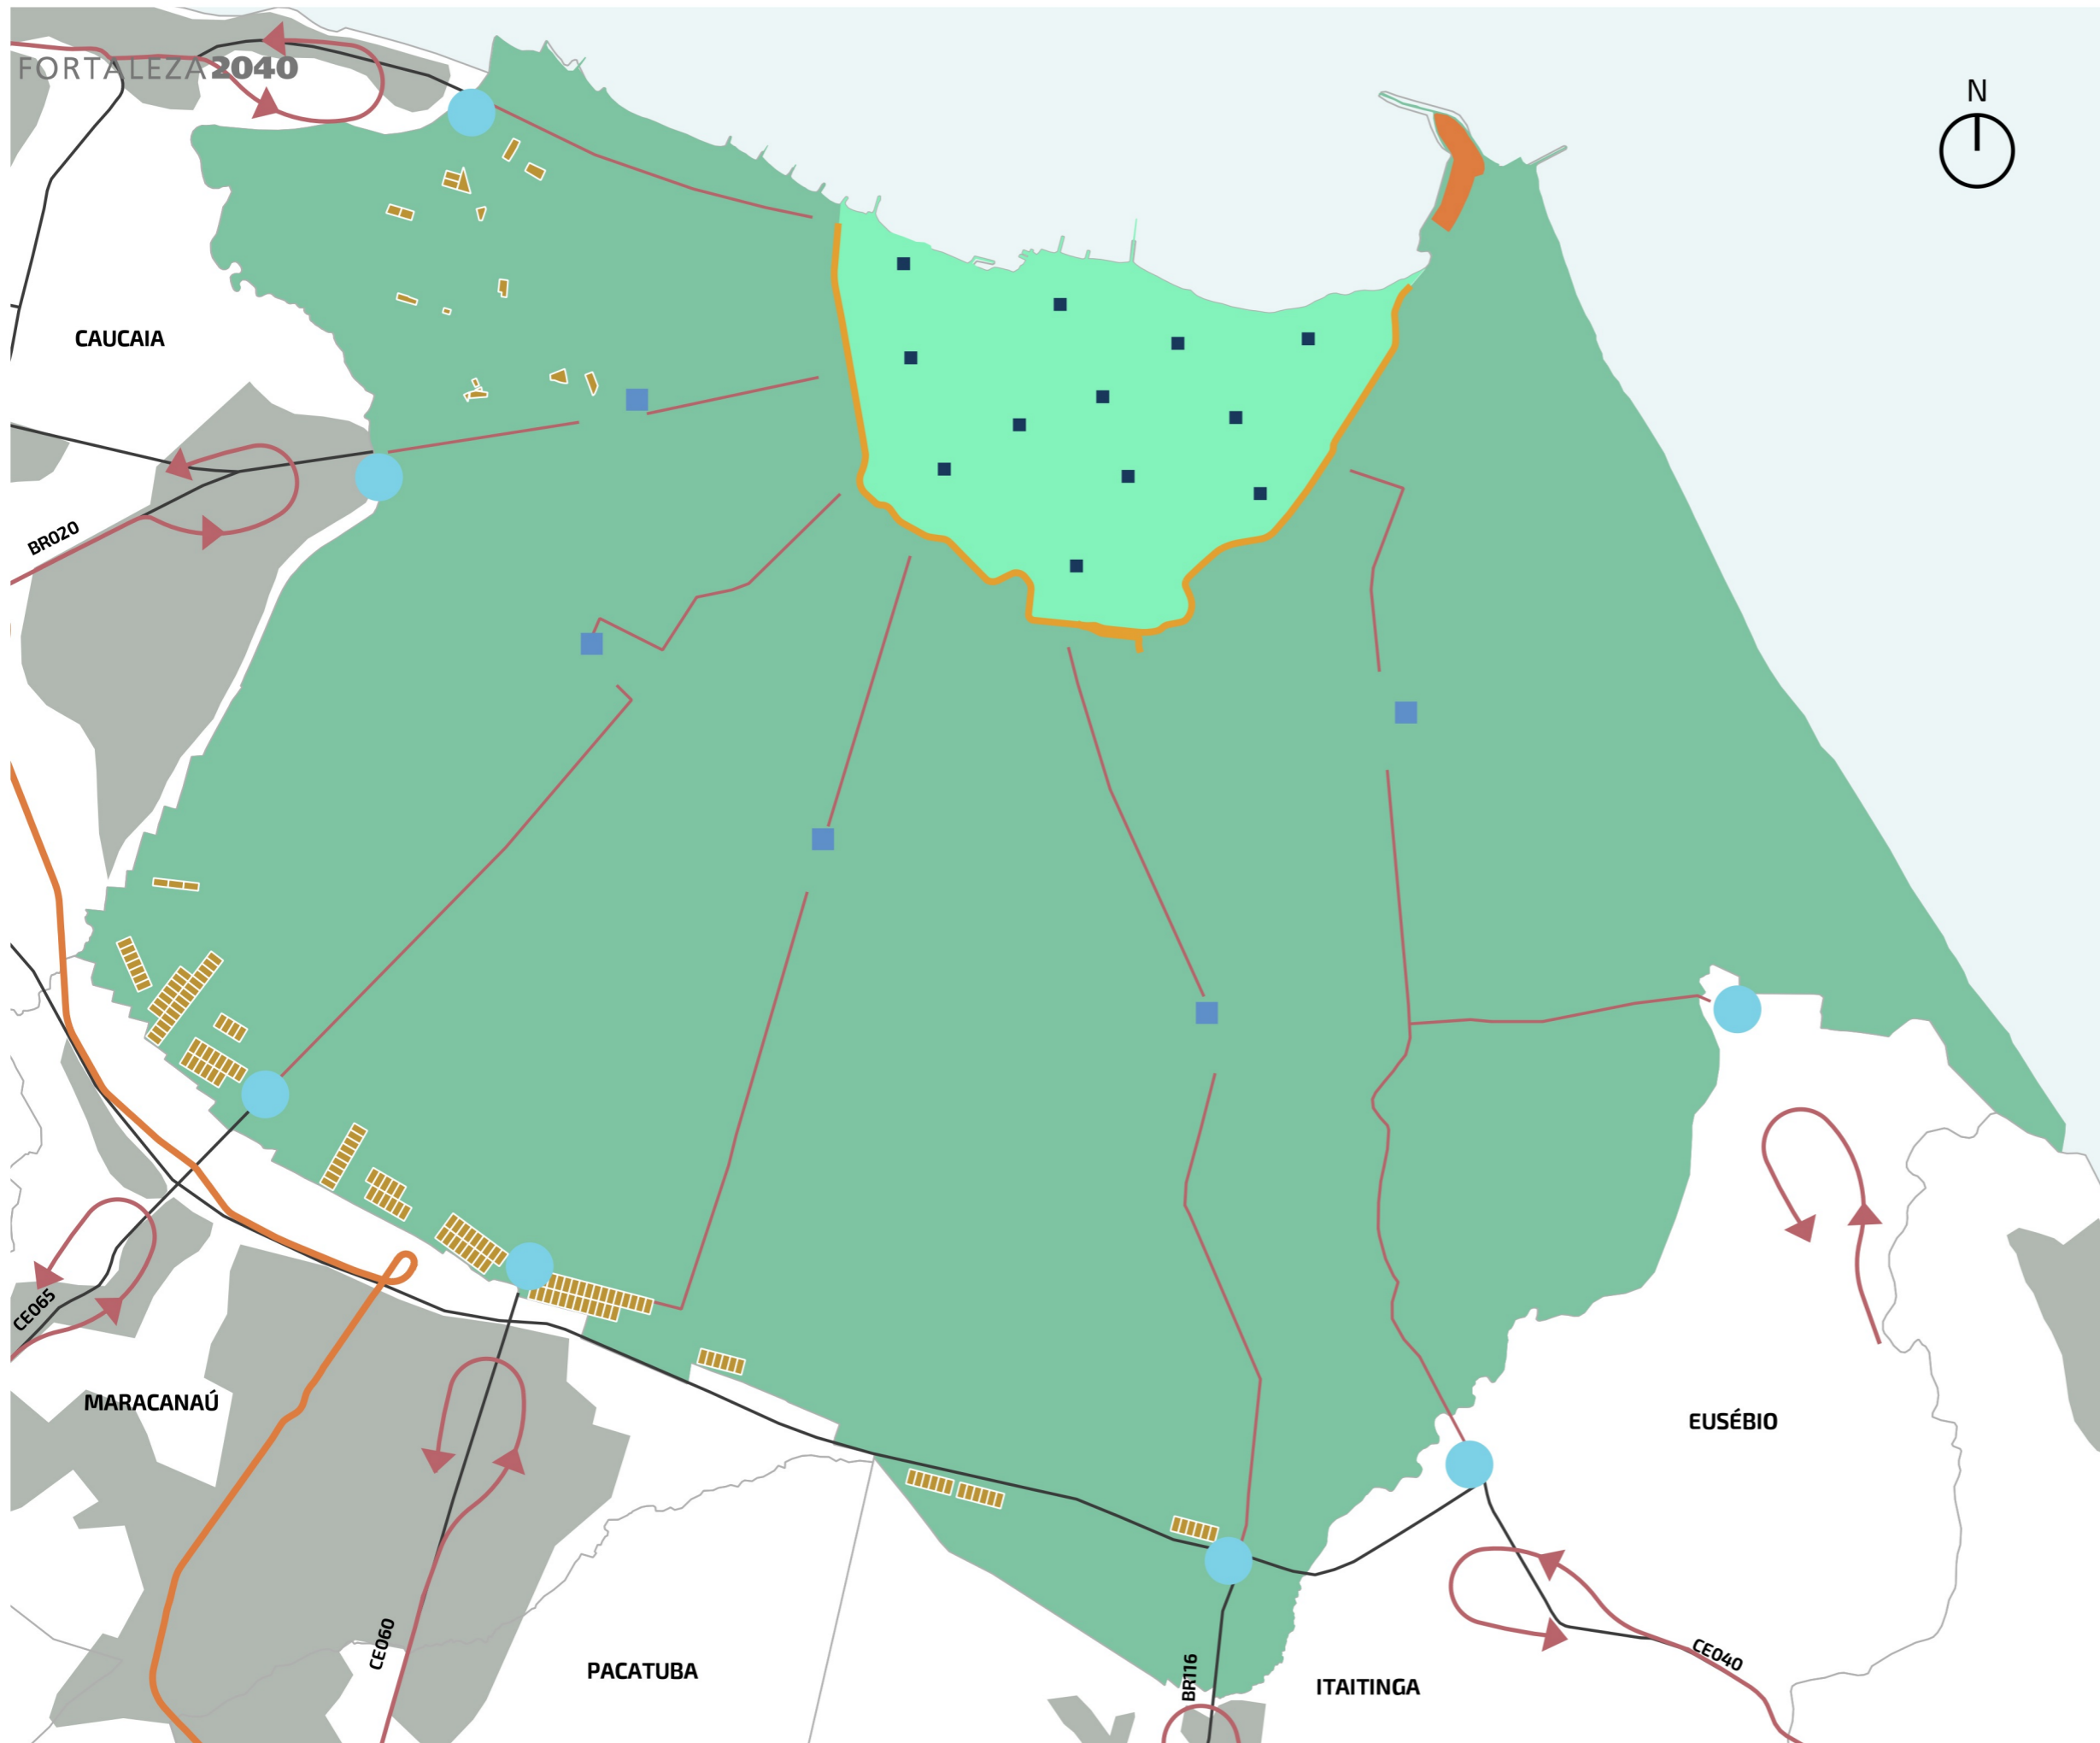 FORTALEZA2040
N
CAUCAIA
BR020
CE065
MARACANAÚ
EUSÉBIO
CE060
PACATUBA
BR116
ITAITINGA
CE040